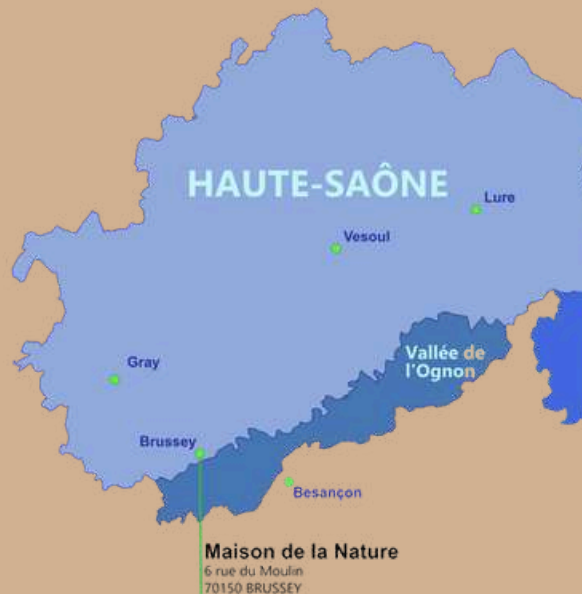 HAUTE-SAÔNE
Lure
Vesoul
Vallée de
l'Ognon
Gray
Brussey
Besançon
Maison de la Nature
6 rue du Moulin
70150 BRUSSEY